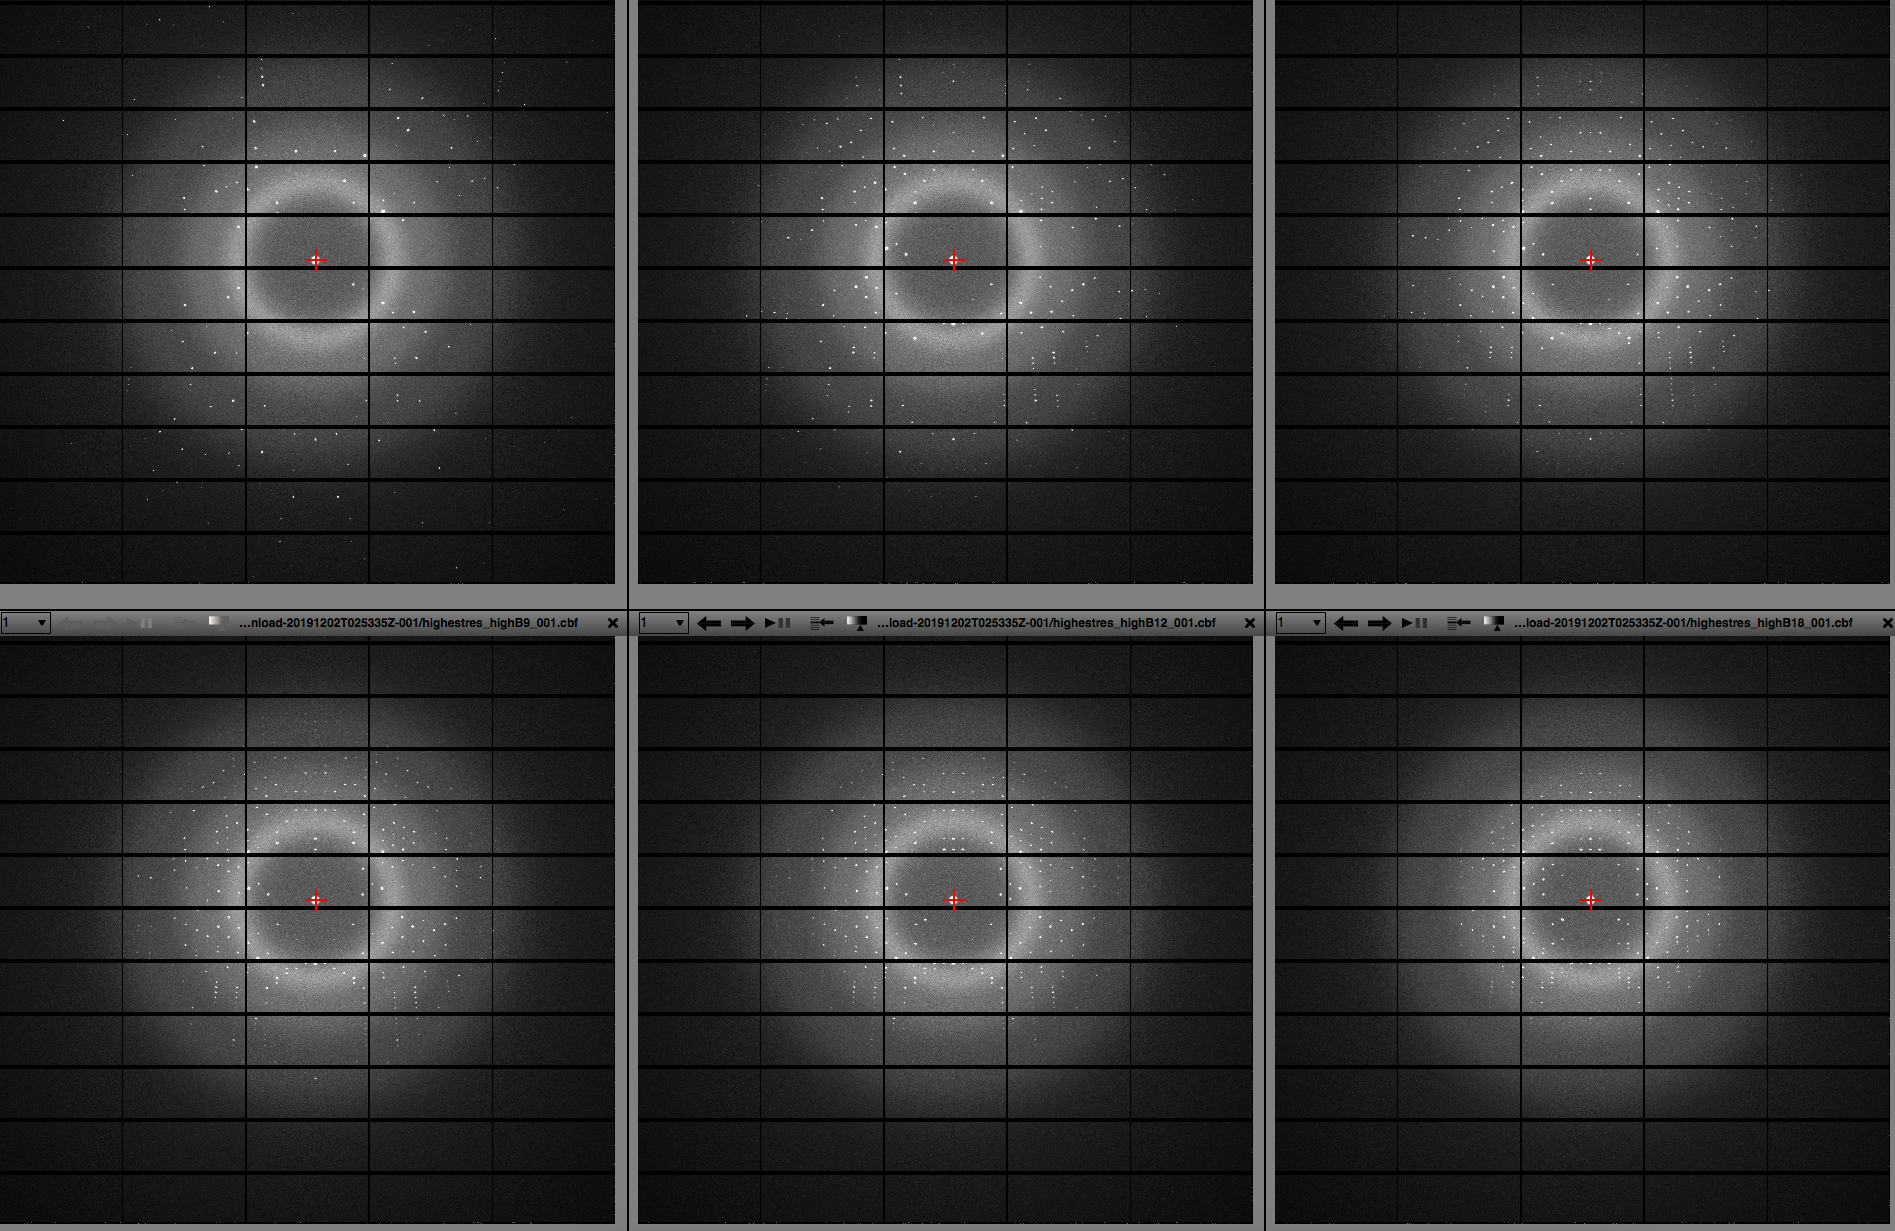 1 ...nload-20191202T025335Z-001/highestres_highB9_001.cbf
1 ...load-20191202T025335Z-001/highestres_highB12_001.cbf
1 ...load-20191202T025335Z-001/highestres_highB18_001.cbf